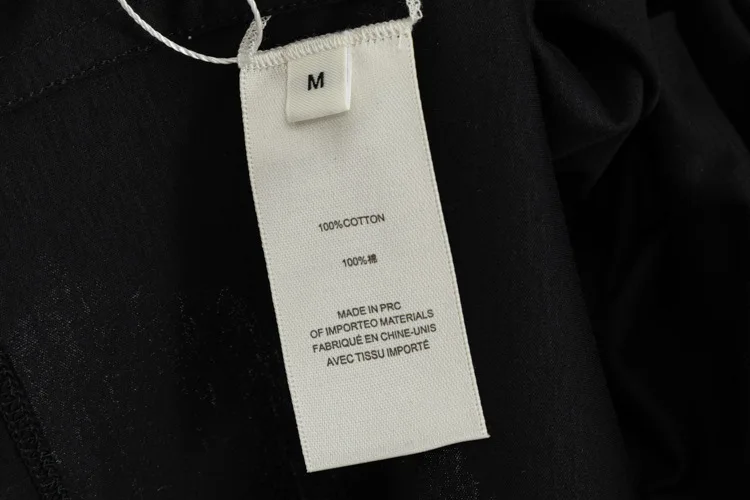 M
100%COTTON
100%棉
MADE IN PRC
OF IMPORTEO MATERIALS
FABRIQUÉ EN CHINE-UNIS
AVEC TISSU IMPORTÉ